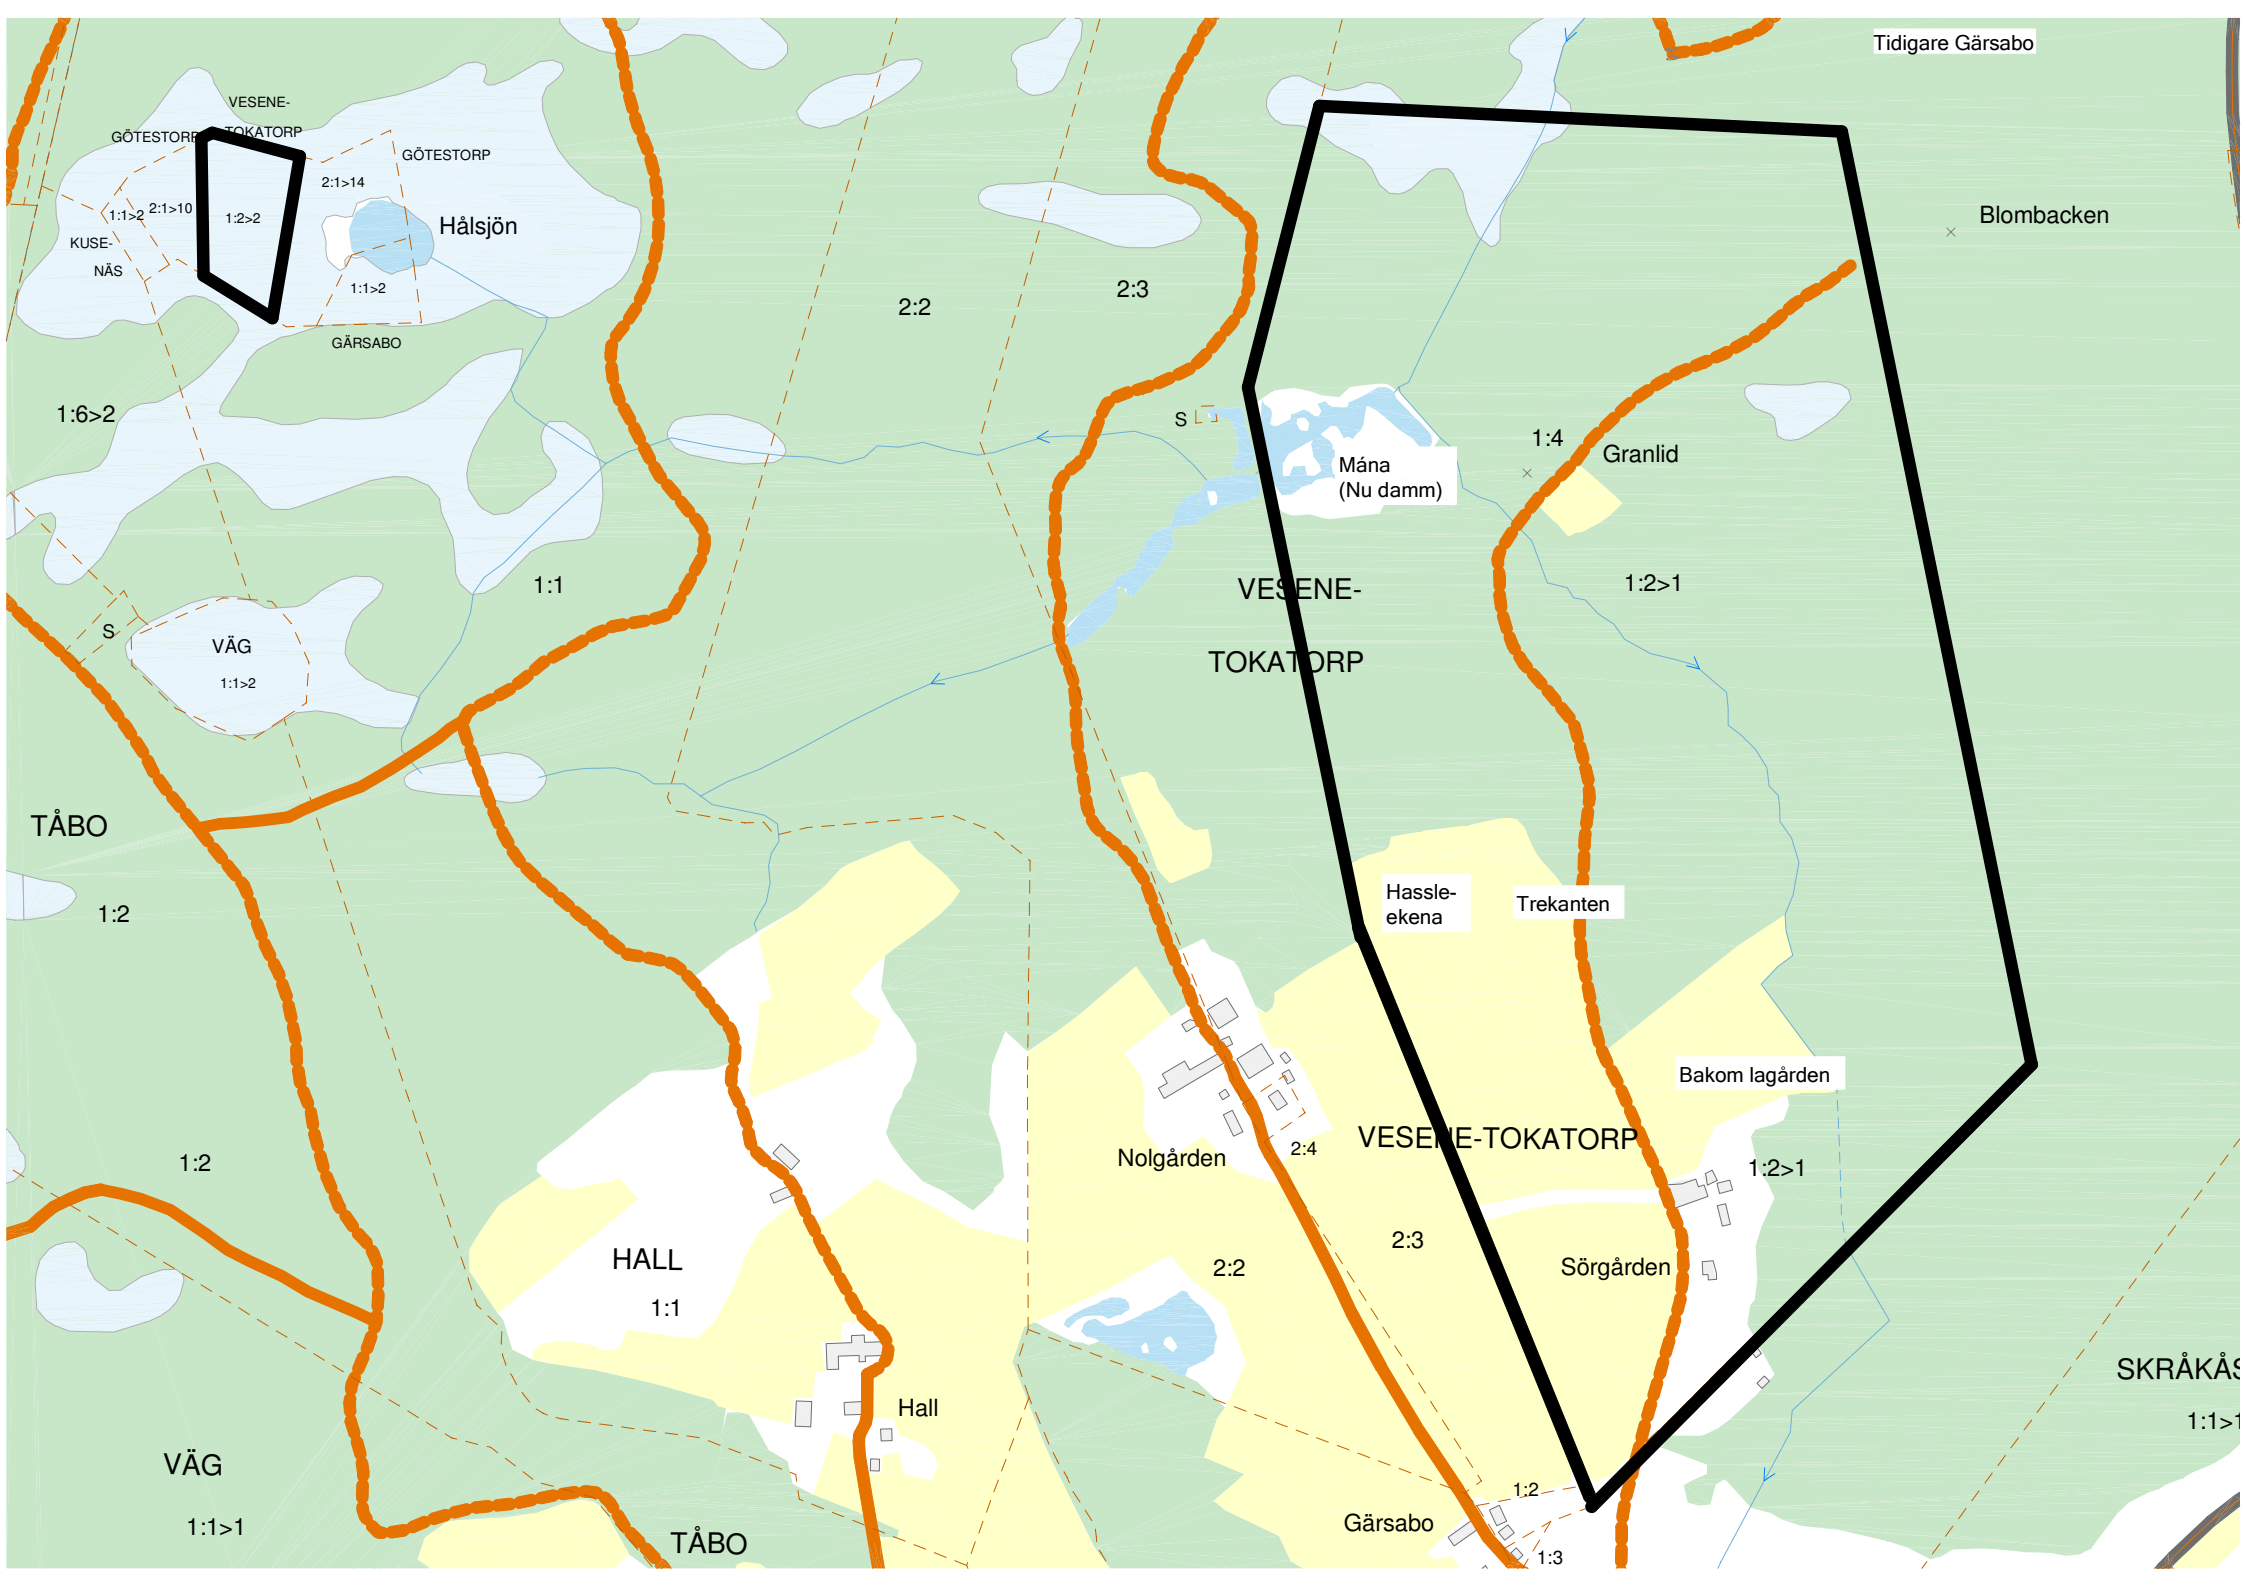 Tidigare Gärsabo
VESENE-
TOKATORP
GÖTESTORP
GÖTESTORP
2:1>14
1:1>2
2:1>10
1:2>2
Hålsjön
KUSE-
NÄS
1:1>2
GÄRSABO
Blombacken
2:3
2:2
1:6>2
S
1:4
Granlid
Mána
(Nu damm)
1:1
VESENE-
TOKATORP
1:2>1
S
VÄG
1:1>2
TÅBO
1:2
Hassle-
ekena
Trekanten
Bakom lagården
1:2
Nolgården
2:4
VESENE-TOKATORP
1:2>1
2:3
2:2
Sörgården
HALL
1:1
SKRÅKÅS
1:1>1
Hall
VÄG
1:1>1
TÅBO
1:2
Gärsabo
1:3